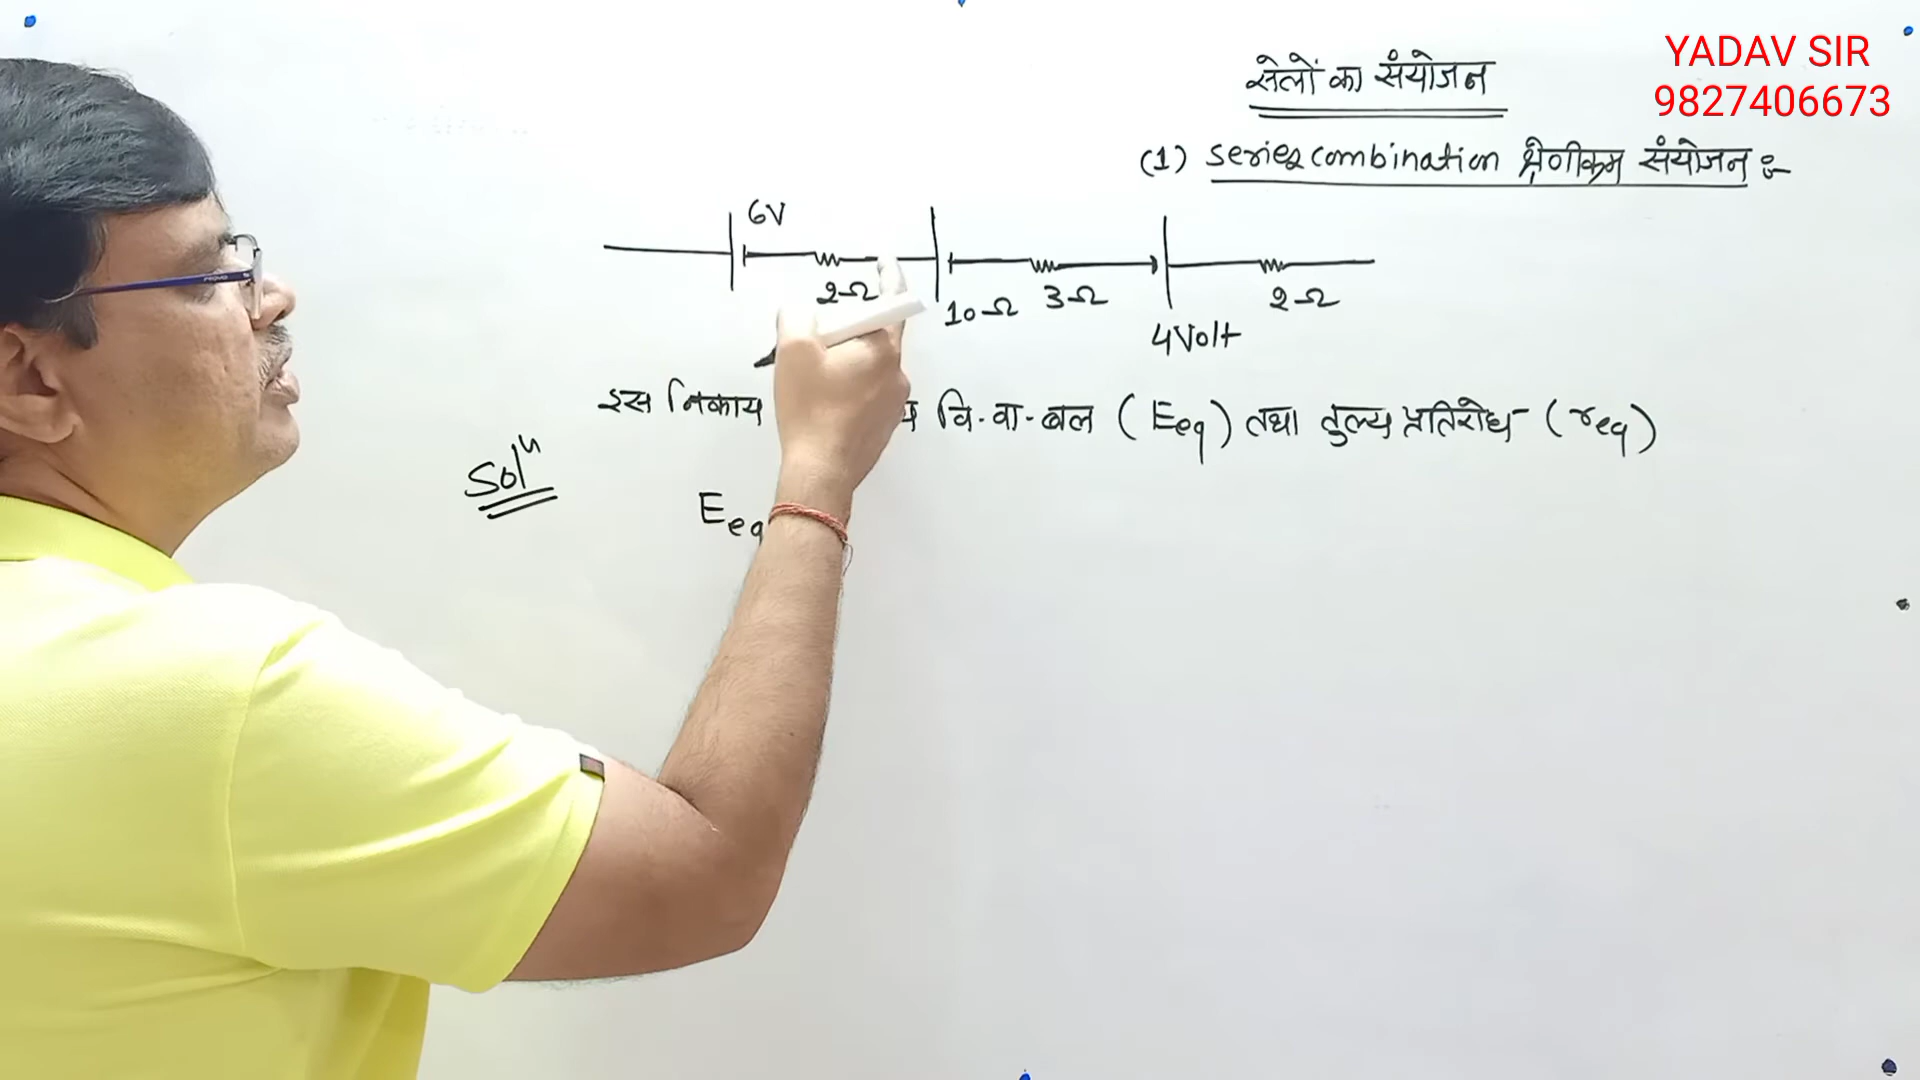 YADAV SIR
9827406673
सेलों का संयोजन
(1) series combination श्रेणीक्रम संयोजन :-
6V
2Ω
10Ω 3Ω
4Volt
2Ω
इस निकाय वि.वा.बल (Eeq) तथा तुल्य प्रतिरोध (req)
Solⁿ
Eeq